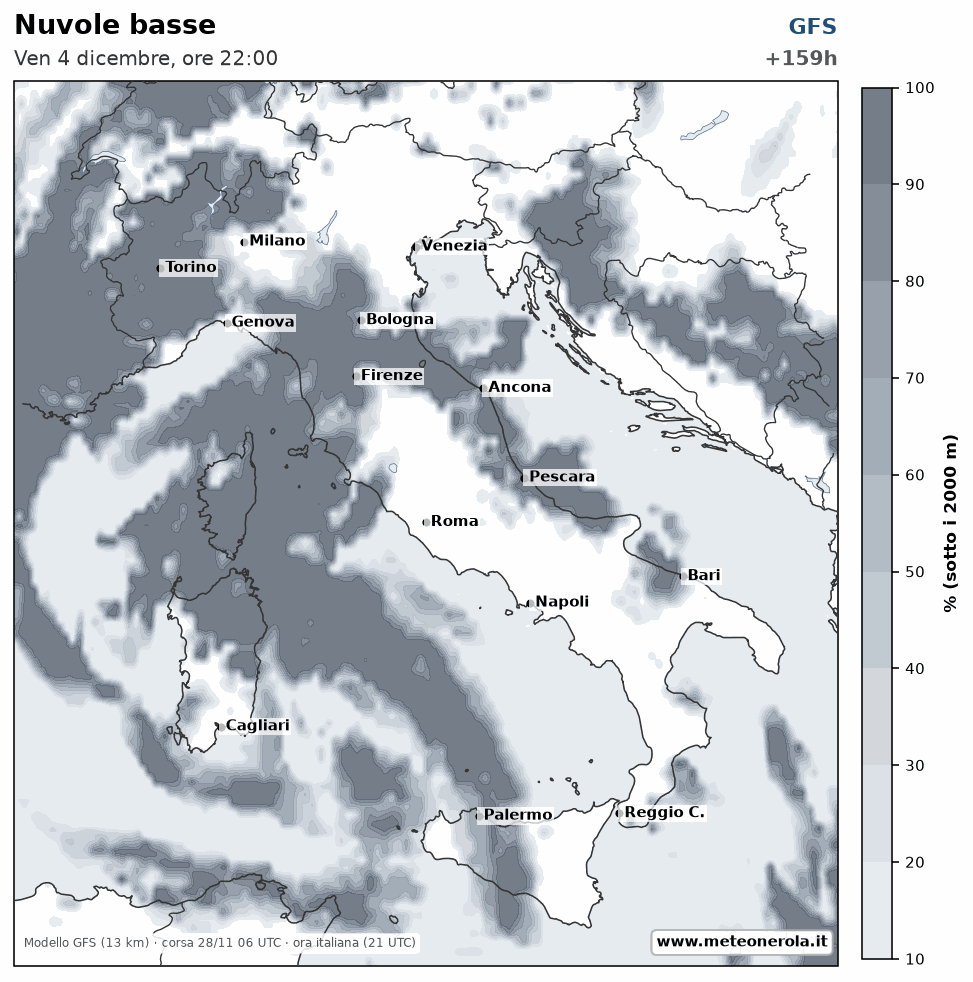 Nuvole basse
GFS
Ven 4 dicembre, ore 22:00
+159h
Milano
Venezia
Torino
Genova
Bologna
Firenze
Ancona
Pescara
Roma
Bari
Napoli
Cagliari
Palermo
Reggio C.
Modello GFS (13 km) · corsa 28/11 06 UTC · ora italiana (21 UTC)
www.meteonerola.it
100
90
80
70
60
50
40
30
20
10
% (sotto i 2000 m)